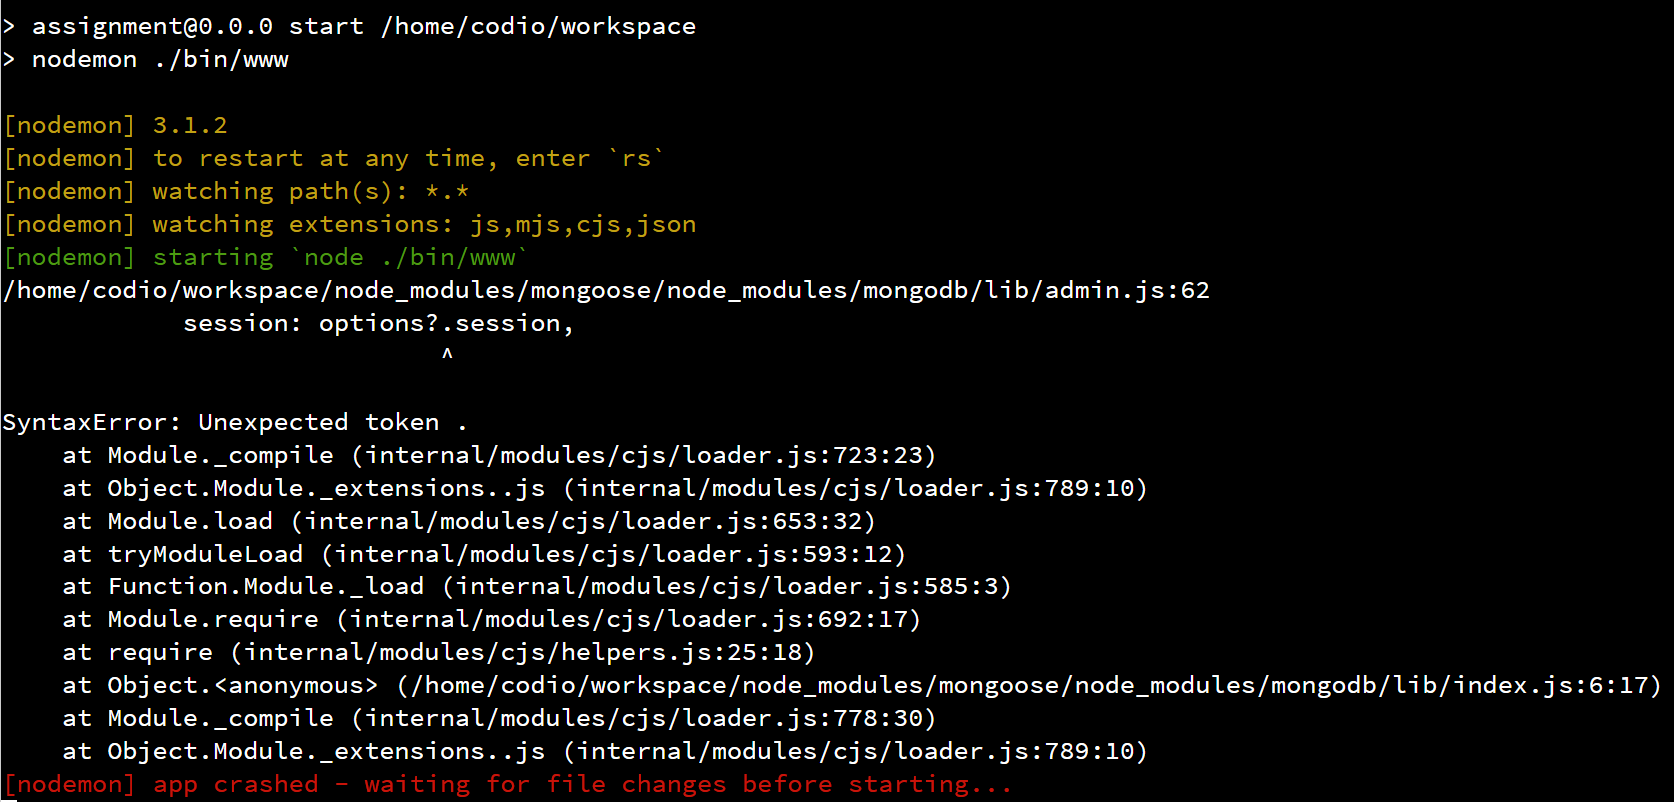 > assignment@0.0.0 start /home/codio/workspace
> nodemon ./bin/www
[nodemon] 3.1.2
[nodemon] to restart at any time, enter `rs`
[nodemon] watching path(s): *.*
[nodemon] watching extensions: js,mjs,cjs,json
[nodemon] starting `node ./bin/www`
/home/codio/workspace/node_modules/mongoose/node_modules/mongodb/lib/admin.js:62
            session: options?.session,
                             ^
SyntaxError: Unexpected token .
    at Module._compile (internal/modules/cjs/loader.js:723:23)
    at Object.Module._extensions..js (internal/modules/cjs/loader.js:789:10)
    at Module.load (internal/modules/cjs/loader.js:653:32)
    at tryModuleLoad (internal/modules/cjs/loader.js:593:12)
    at Function.Module._load (internal/modules/cjs/loader.js:585:3)
    at Module.require (internal/modules/cjs/loader.js:692:17)
    at require (internal/modules/cjs/helpers.js:25:18)
    at Object.<anonymous> (/home/codio/workspace/node_modules/mongoose/node_modules/mongodb/lib/index.js:6:17)
    at Module._compile (internal/modules/cjs/loader.js:778:30)
    at Object.Module._extensions..js (internal/modules/cjs/loader.js:789:10)
[nodemon] app crashed - waiting for file changes before starting...